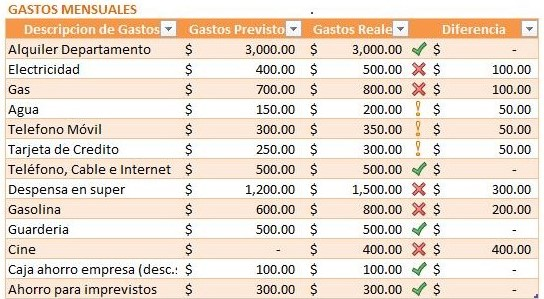 GASTOS MENSUALES .
Descripcion de Gastos Gastos Previsto Gastos Reale Diferencia
Alquiler Departamento $ 3,000.00 $ 3,000.00 $ -
Electricidad $ 400.00 $ 500.00 $ 100.00
Gas $ 700.00 $ 800.00 $ 100.00
Agua $ 150.00 $ 200.00 $ 50.00
Telefono Móvil $ 300.00 $ 350.00 $ 50.00
Tarjeta de Credito $ 250.00 $ 300.00 $ 50.00
Teléfono, Cable e Internet $ 500.00 $ 500.00 $ -
Despensa en super $ 1,200.00 $ 1,500.00 $ 300.00
Gasolina $ 600.00 $ 800.00 $ 200.00
Guarderia $ 500.00 $ 500.00 $ -
Cine $ - $ 400.00 $ 400.00
Caja ahorro empresa (desc.s $ 100.00 $ 100.00 $ -
Ahorro para imprevistos $ 300.00 $ 300.00 $ -